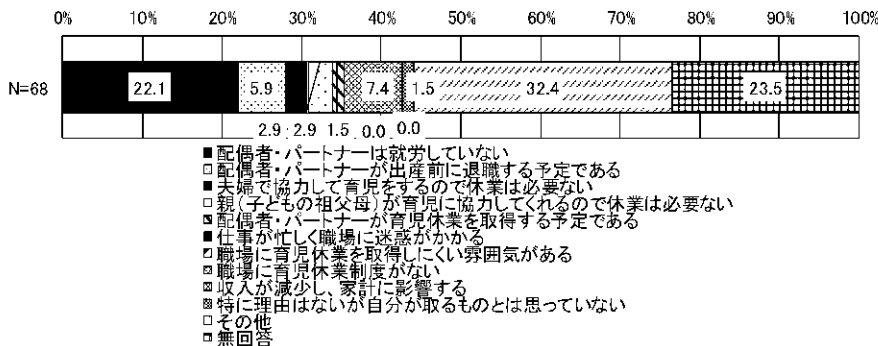 0% 10% 20% 30% 40% 50% 60% 70% 80% 90% 100%
N=68 22.1 5.9 7.4 1.5 32.4 23.5
2.9 2.9 1.5 0.0 0.0
配偶者・パートナーは就労していない
配偶者・パートナーが出産前に退職する予定である
夫婦で協力して育児をするので休業は必要ない
親(子どもの祖父母)が育児に協力してくれるので休業は必要ない
配偶者・パートナーが育児休業を取得する予定である
仕事が忙しく職場に迷惑がかかる
職場に育児休業を取得しにくい雰囲気がある
職場に育児休業制度がない
収入が減少し、家計に影響する
特に理由はないが自分が取るものとは思っていない
その他
無回答